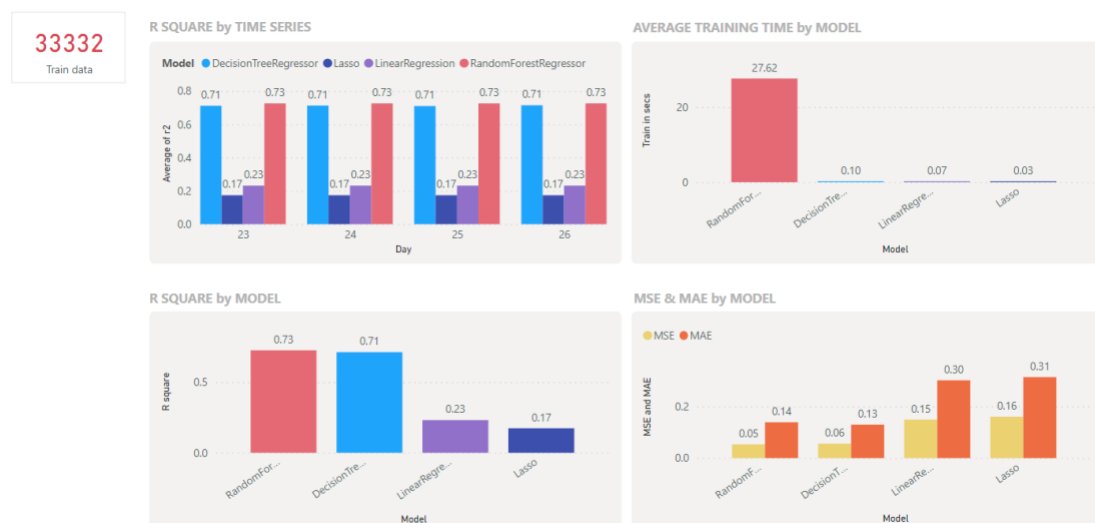 33332
Train data
R SQUARE by TIME SERIES
Model DecisionTreeRegressor Lasso LinearRegression RandomForestRegressor
Average of r2
0.8
0.6
0.4
0.2
0.0
0.71 0.17 0.23 0.73
0.71 0.17 0.23 0.73
0.71 0.17 0.23 0.73
0.71 0.17 0.23 0.73
23 24 25 26
Day
AVERAGE TRAINING TIME by MODEL
Train in secs
20
0
27.62 0.10 0.07 0.03
RandomFor... DecisionTre... LinearRegre... Lasso
Model
R SQUARE by MODEL
R square
0.5
0.0
0.73 0.71 0.23 0.17
RandomFor... DecisionTre... LinearRegre... Lasso
Model
MSE & MAE by MODEL
MSE MAE
MSE and MAE
0.2
0.0
0.05 0.14 0.06 0.13 0.15 0.30 0.16 0.31
RandomF... DecisionT... LinearRe... Lasso
Model